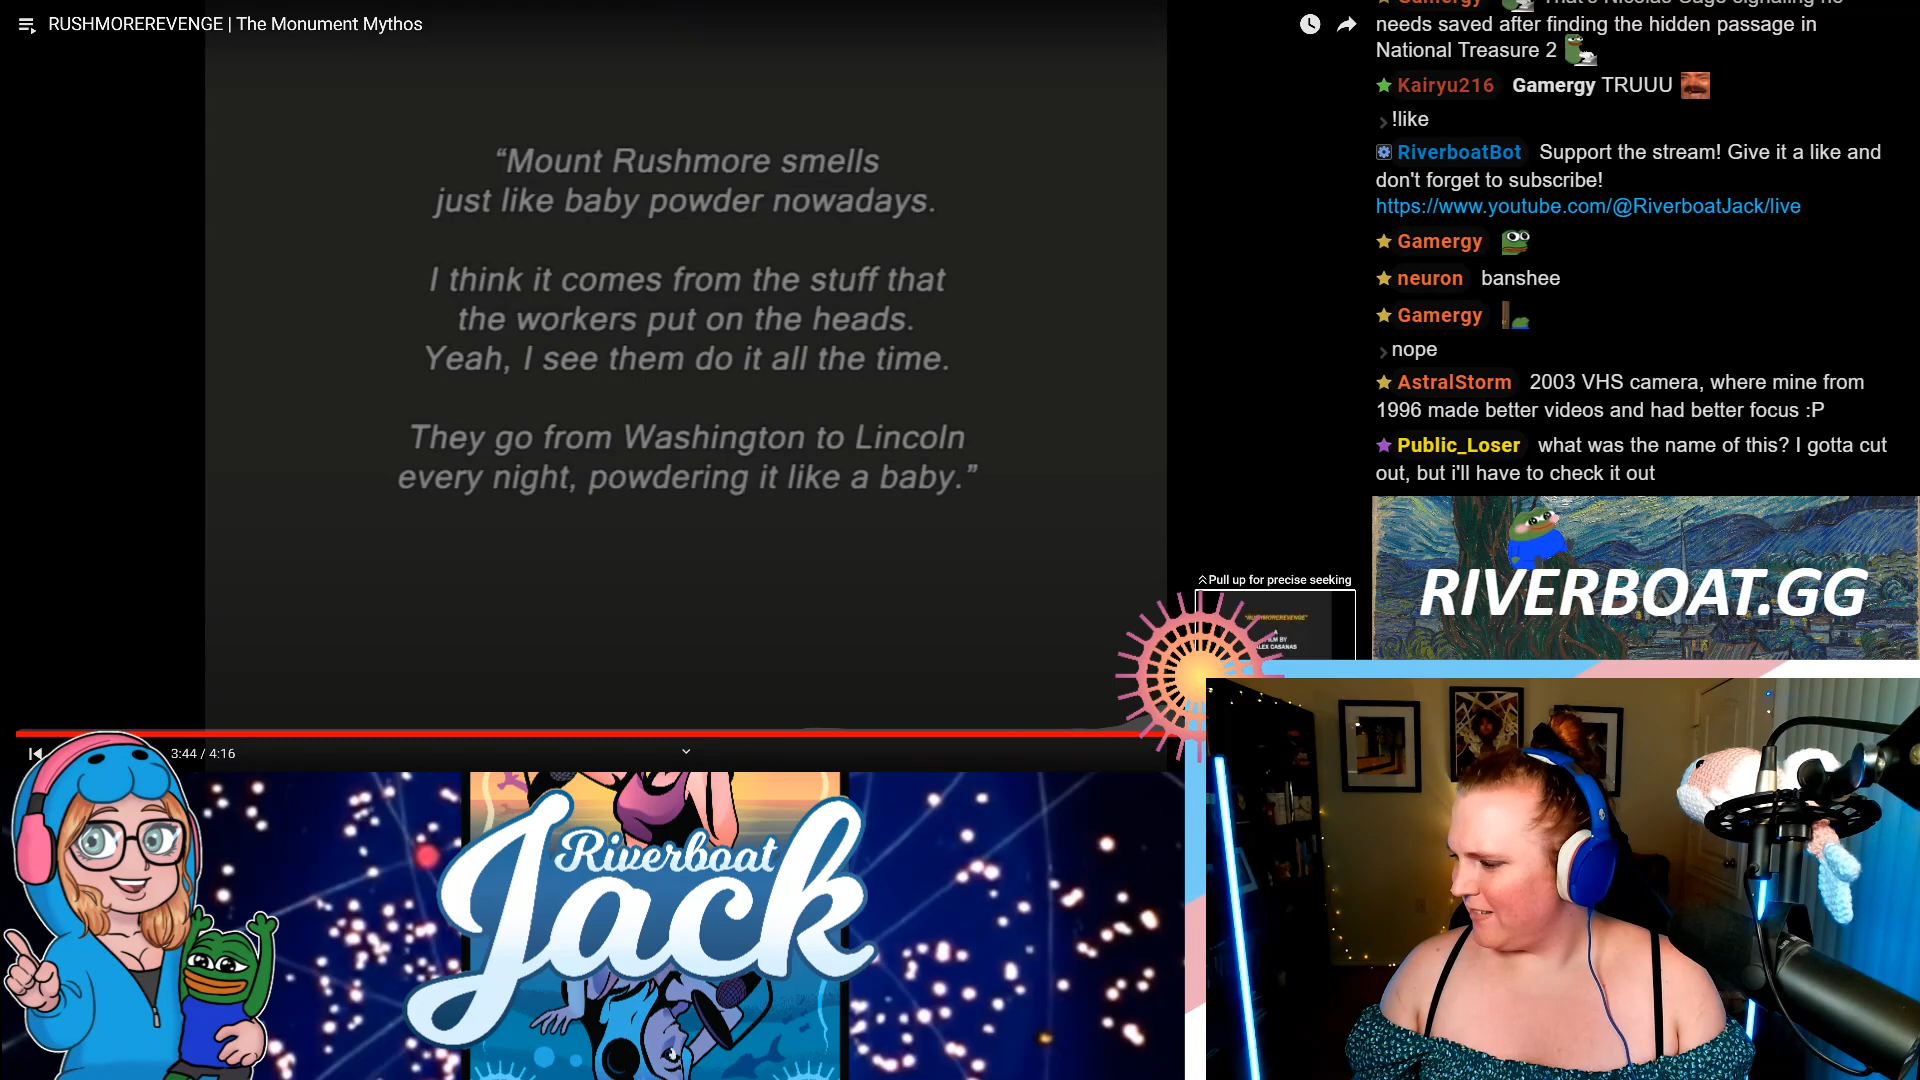 RUSHMOREREVENGE | The Monument Mythos
“Mount Rushmore smells
just like baby powder nowadays.
I think it comes from the stuff that
the workers put on the heads.
Yeah, I see them do it all the time.
They go from Washington to Lincoln
every night, powdering it like a baby.”
Pull up for precise seeking
"RUSHMOREREVENGE"
A
FILM BY
ALEX CASANAS
3:44 / 4:16
needs saved after finding the hidden passage in
National Treasure 2
Kairyu216 Gamergy TRUUU
!like
RiverboatBot Support the stream! Give it a like and
don't forget to subscribe!
https://www.youtube.com/@RiverboatJack/live
Gamergy
neuron banshee
Gamergy
nope
AstralStorm 2003 VHS camera, where mine from
1996 made better videos and had better focus :P
Public_Loser what was the name of this? I gotta cut
out, but i'll have to check it out
RIVERBOAT.GG
Riverboat
Jack